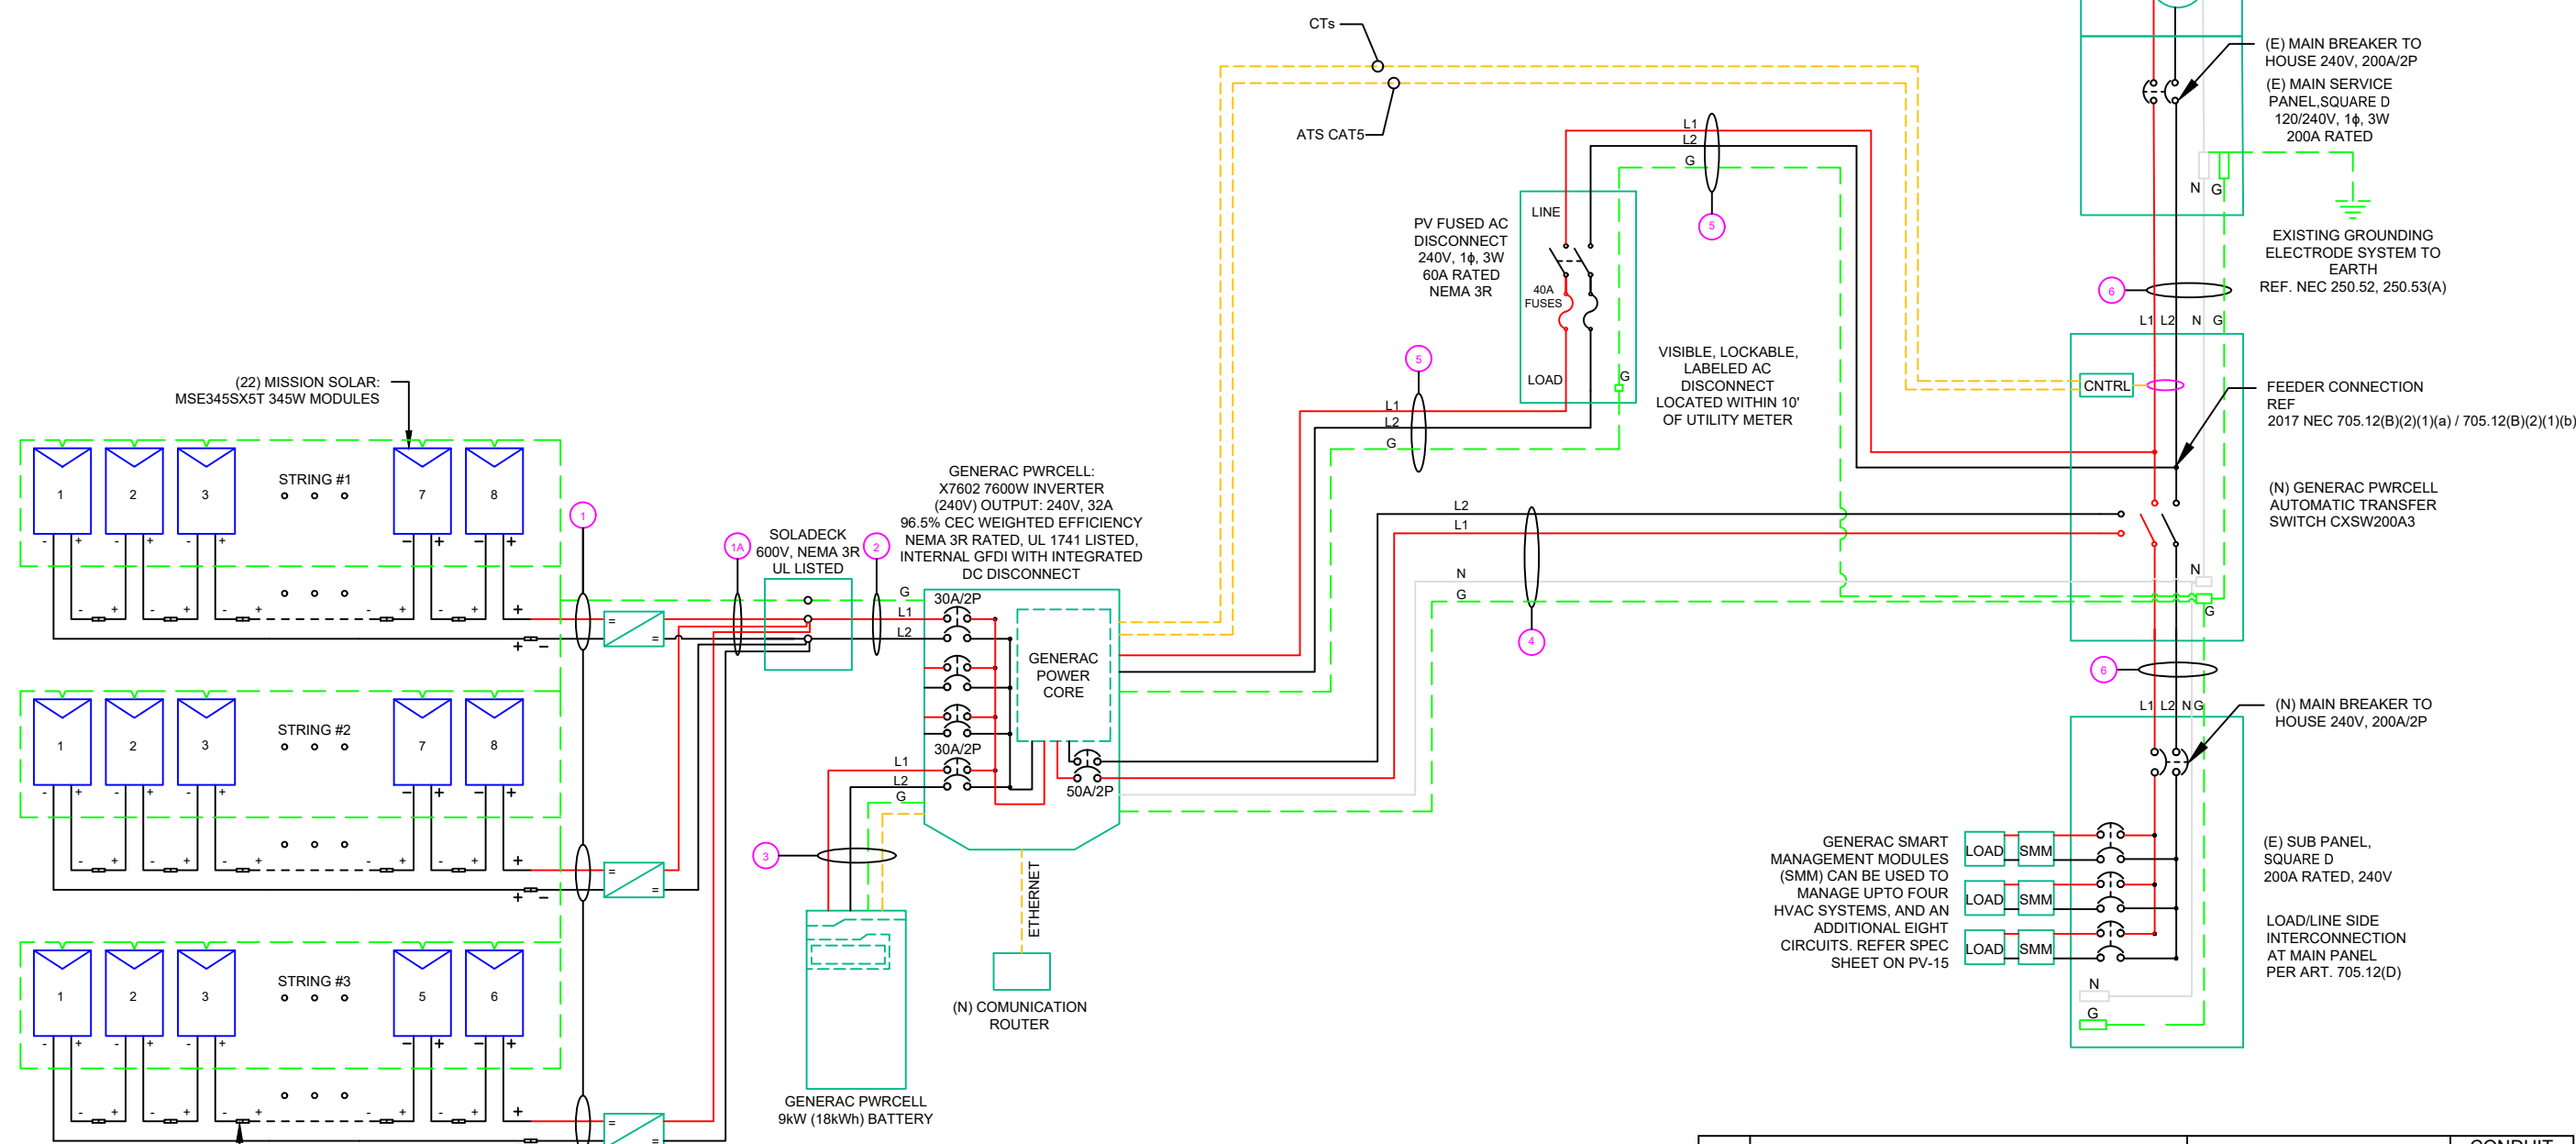 CTs
ATS CAT5
(E) MAIN BREAKER TO
HOUSE 240V, 200A/2P
(E) MAIN SERVICE
PANEL,SQUARE D
120/240V, 1ϕ, 3W
200A RATED
N G
EXISTING GROUNDING
ELECTRODE SYSTEM TO
EARTH
REF. NEC 250.52, 250.53(A)
6
L1 L2 N G
L1
L2
G
5
LINE
PV FUSED AC
DISCONNECT
240V, 1ϕ, 3W
60A RATED
NEMA 3R
40A
FUSES
LOAD
G
VISIBLE, LOCKABLE,
LABELED AC
DISCONNECT
LOCATED WITHIN 10'
OF UTILITY METER
5
L1
L2
G
CNTRL
FEEDER CONNECTION
REF
2017 NEC 705.12(B)(2)(1)(a) / 705.12(B)(2)(1)(b)
(N) GENERAC PWRCELL
AUTOMATIC TRANSFER
SWITCH CXSW200A3
N
G
L2
L1
N
G
4
6
L1 L2 N G
(N) MAIN BREAKER TO
HOUSE 240V, 200A/2P
(22) MISSION SOLAR:
MSE345SX5T 345W MODULES
STRING #1
1 2 3 7 8
- + - + - + - + - +
- + - + - + - + - +
+ -
1
1A
SOLADECK
600V, NEMA 3R
UL LISTED
2
GENERAC PWRCELL:
X7602 7600W INVERTER
(240V) OUTPUT: 240V, 32A
96.5% CEC WEIGHTED EFFICIENCY
NEMA 3R RATED, UL 1741 LISTED,
INTERNAL GFDI WITH INTEGRATED
DC DISCONNECT
G
L1
L2
30A/2P
GENERAC
POWER
CORE
30A/2P
L1
L2
G
50A/2P
= =
STRING #2
1 2 3 7 8
- + - + - + - + - +
- + - + - + - + - +
+ -
= =
3
ETHERNET
(N) COMUNICATION
ROUTER
GENERAC PWRCELL
9kW (18kWh) BATTERY
STRING #3
1 2 3 5 6
- + - + - + - + - +
- + - + - + - + - +
= =
GENERAC SMART
MANAGEMENT MODULES
(SMM) CAN BE USED TO
MANAGE UPTO FOUR
HVAC SYSTEMS, AND AN
ADDITIONAL EIGHT
CIRCUITS. REFER SPEC
SHEET ON PV-15
LOAD SMM
LOAD SMM
LOAD SMM
N
G
(E) SUB PANEL,
SQUARE D
200A RATED, 240V
LOAD/LINE SIDE
INTERCONNECTION
AT MAIN PANEL
PER ART. 705.12(D)
CONDUIT